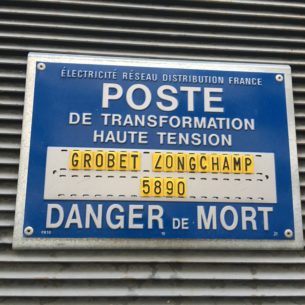 ÉLECTRICITÉ RÉSEAU DISTRIBUTION FRANCE
POSTE
DE TRANSFORMATION
HAUTE TENSION
GROBET LONGCHAMP
5890
DANGER DE MORT